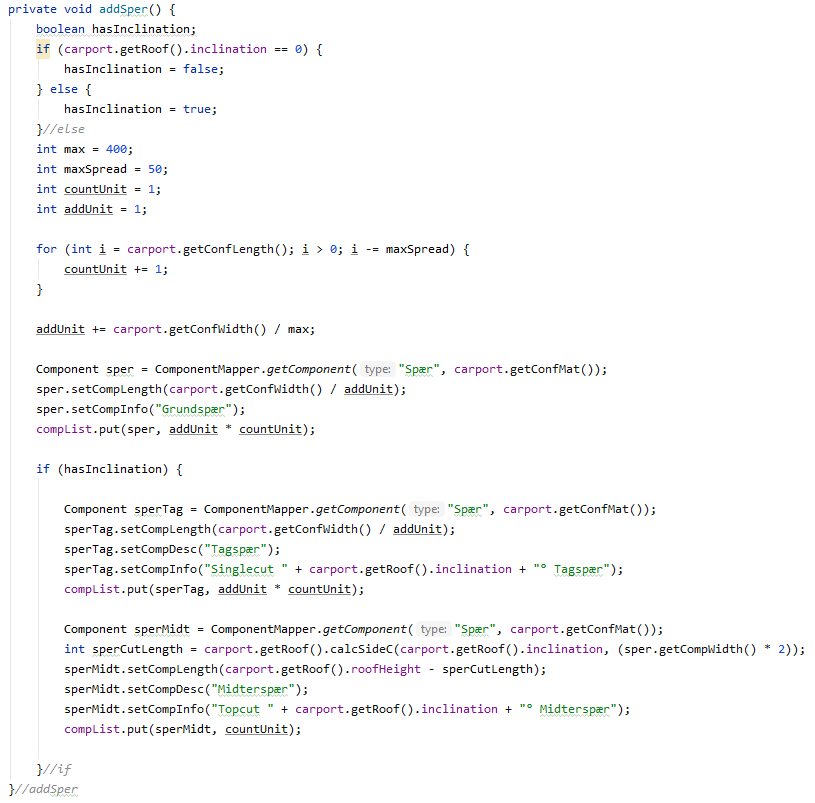 private void addSper() {
    boolean hasInclination;
    if (carport.getRoof().inclination == 0) {
        hasInclination = false;
    } else {
        hasInclination = true;
    }//else
    int max = 400;
    int maxSpread = 50;
    int countUnit = 1;
    int addUnit = 1;

    for (int i = carport.getConfLength(); i > 0; i -= maxSpread) {
        countUnit += 1;
    }

    addUnit += carport.getConfWidth() / max;

    Component sper = ComponentMapper.getComponent( type: "Spær", carport.getConfMat());
    sper.setCompLength(carport.getConfWidth() / addUnit);
    sper.setCompInfo("Grundspær");
    compList.put(sper, addUnit * countUnit);

    if (hasInclination) {

        Component sperTag = ComponentMapper.getComponent( type: "Spær", carport.getConfMat());
        sperTag.setCompLength(carport.getConfWidth() / addUnit);
        sperTag.setCompDesc("Tagspær");
        sperTag.setCompInfo("Singlecut " + carport.getRoof().inclination + "° Tagspær");
        compList.put(sperTag, addUnit * countUnit);

        Component sperMidt = ComponentMapper.getComponent( type: "Spær", carport.getConfMat());
        int sperCutLength = carport.getRoof().calcSideC(carport.getRoof().inclination, (sper.getCompWidth() * 2));
        sperMidt.setCompLength(carport.getRoof().roofHeight - sperCutLength);
        sperMidt.setCompDesc("Midterspær");
        sperMidt.setCompInfo("Topcut " + carport.getRoof().inclination + "° Midterspær");
        compList.put(sperMidt, countUnit);

    }//if
}//addSper